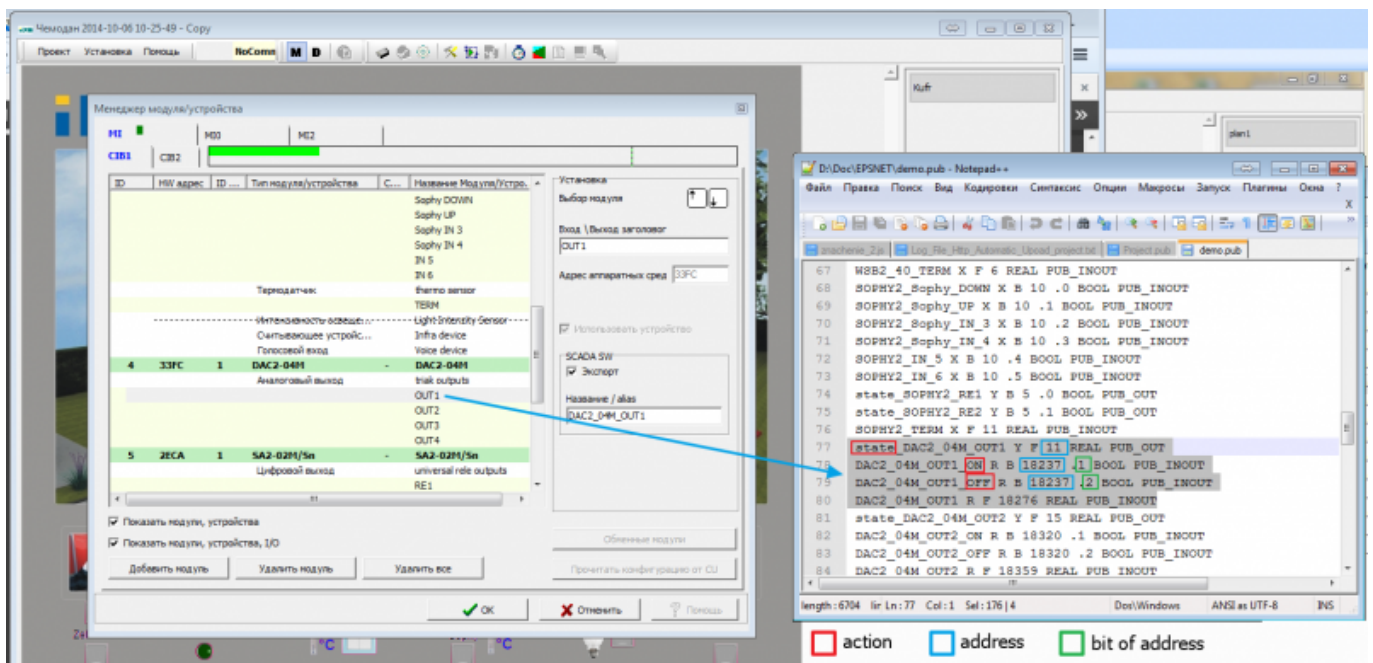 Чемодан 2014-10-06 10-25-49 - Copy
Проект Установка Помощь NoComm M D
Kufr
plan1
Менеджер модуля/устройства
MI MI0 MI2
CIB1 CIB2
ID HW адрес ID ... Тип модуля/устройства С... Название Модуля/Устро.
Sophy DOWN
Sophy UP
Sophy IN 3
Sophy IN 4
IN 5
IN 6
Термодатчик thermo sensor
TERM
Интенсивность освеще... Light Intenzity Sensor
Считывающее устройс... Infra device
Голосовой вход Voice device
4 33FC 1 DAC2-04M - DAC2-04M
Аналоговый выход triak outputs
OUT1
OUT2
OUT3
OUT4
5 2ECA 1 SA2-02M/Sn - SA2-02M/Sn
Цифровой выход universal rele outputs
RE1
Показать модули, устройства
Показать модули, устройства, I/O
Добавить модуль Удалить модуль Удалить все
Установка
Выбор модуля
Вход \Выход заголовог
OUT1
Адрес аппаратных сред 33FC
Использовать устройство
SCADA SW
Экспорт
Название / alias
DAC2_04M_OUT1
Обменные модули
Прочитать конфигурацию от CU
OK Отменить Помощь
°C °C
D:\Doc\EPSNET\demo.pub - Notepad++
Файл Правка Поиск Вид Кодировки Синтаксис Опции Макросы Запуск Плагины Окна ?
X
znachenie_2.js Log_File_Http_Automatic_Upload_project.txt Project.pub demo.pub
67 WSB2_40_TERM X F 6 REAL PUB_INOUT
68 SOPHY2_Sophy_DOWN X B 10 .0 BOOL PUB_INOUT
69 SOPHY2_Sophy_UP X B 10 .1 BOOL PUB_INOUT
70 SOPHY2_Sophy_IN_3 X B 10 .2 BOOL PUB_INOUT
71 SOPHY2_Sophy_IN_4 X B 10 .3 BOOL PUB_INOUT
72 SOPHY2_IN_5 X B 10 .4 BOOL PUB_INOUT
73 SOPHY2_IN_6 X B 10 .5 BOOL PUB_INOUT
74 state_SOPHY2_RE1 Y B 5 .0 BOOL PUB_OUT
75 state_SOPHY2_RE2 Y B 5 .1 BOOL PUB_OUT
76 SOPHY2_TERM X F 11 REAL PUB_INOUT
77 state_DAC2_04M_OUT1 Y F 11 REAL PUB_OUT
78 DAC2_04M_OUT1_ON R B 18237 .1 BOOL PUB_INOUT
79 DAC2_04M_OUT1_OFF R B 18237 .2 BOOL PUB_INOUT
80 DAC2_04M_OUT1 R F 18276 REAL PUB_INOUT
81 state_DAC2_04M_OUT2 Y F 15 REAL PUB_OUT
82 DAC2_04M_OUT2_ON R B 18320 .1 BOOL PUB_INOUT
83 DAC2_04M_OUT2_OFF R B 18320 .2 BOOL PUB_INOUT
84 DAC2_04M_OUT2 R F 18359 REAL PUB_INOUT
length : 6704 lir Ln : 77 Col : 1 Sel : 176 | 4 Dos\Windows ANSI as UTF-8 INS
action address bit of address